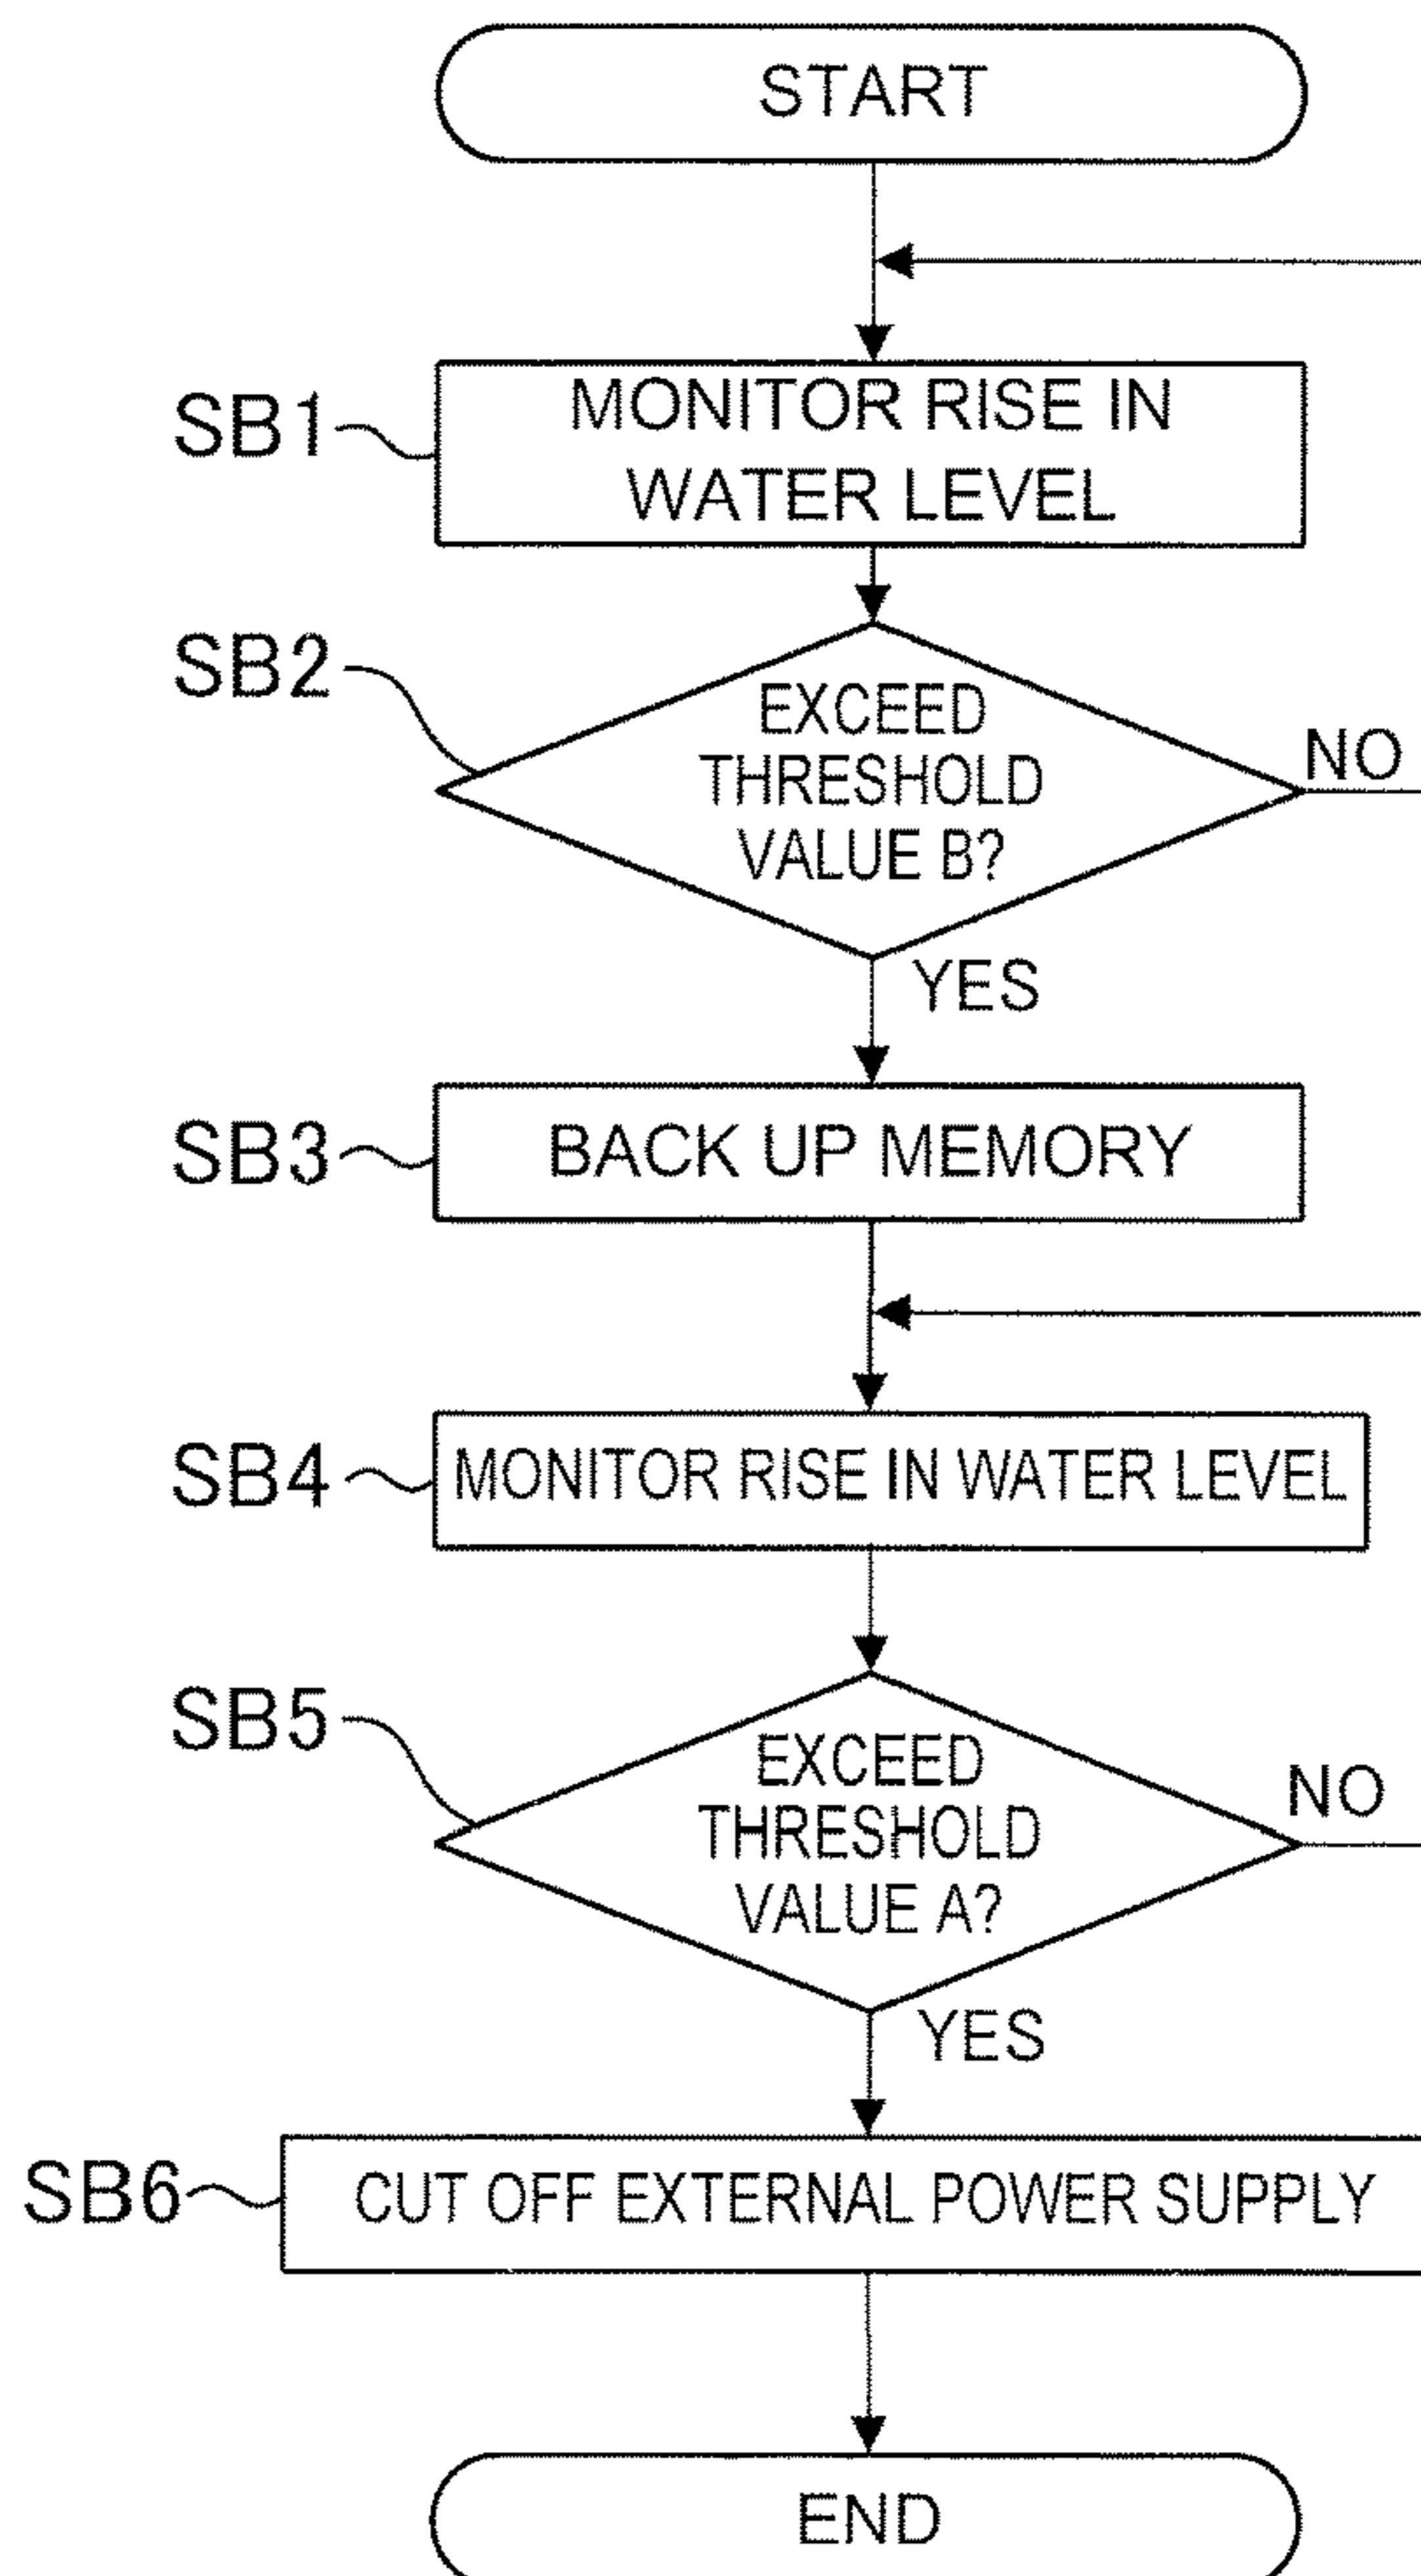 START
SB1
MONITOR RISE IN
WATER LEVEL
SB2
EXCEED
THRESHOLD
VALUE B?
NO
YES
SB3
BACK UP MEMORY
SB4
MONITOR RISE IN WATER LEVEL
SB5
EXCEED
THRESHOLD
VALUE A?
NO
YES
SB6
CUT OFF EXTERNAL POWER SUPPLY
END